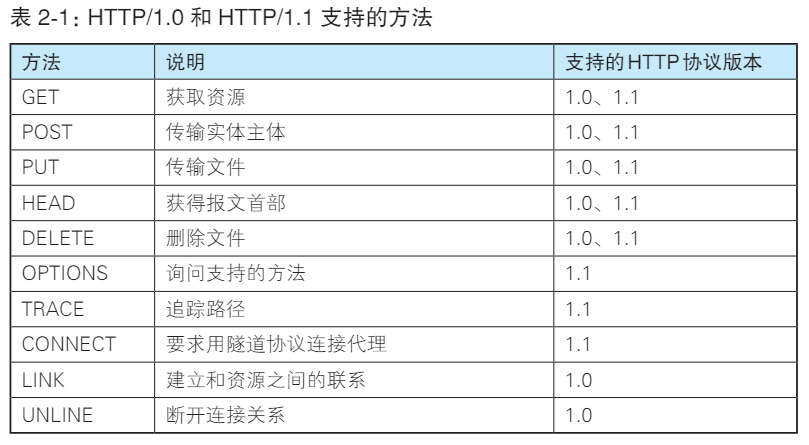 表 2-1：HTTP/1.0 和 HTTP/1.1 支持的方法
方法 说明 支持的HTTP协议版本
GET 获取资源 1.0、1.1
POST 传输实体主体 1.0、1.1
PUT 传输文件 1.0、1.1
HEAD 获得报文首部 1.0、1.1
DELETE 删除文件 1.0、1.1
OPTIONS 询问支持的方法 1.1
TRACE 追踪路径 1.1
CONNECT 要求用隧道协议连接代理 1.1
LINK 建立和资源之间的联系 1.0
UNLINE 断开连接关系 1.0